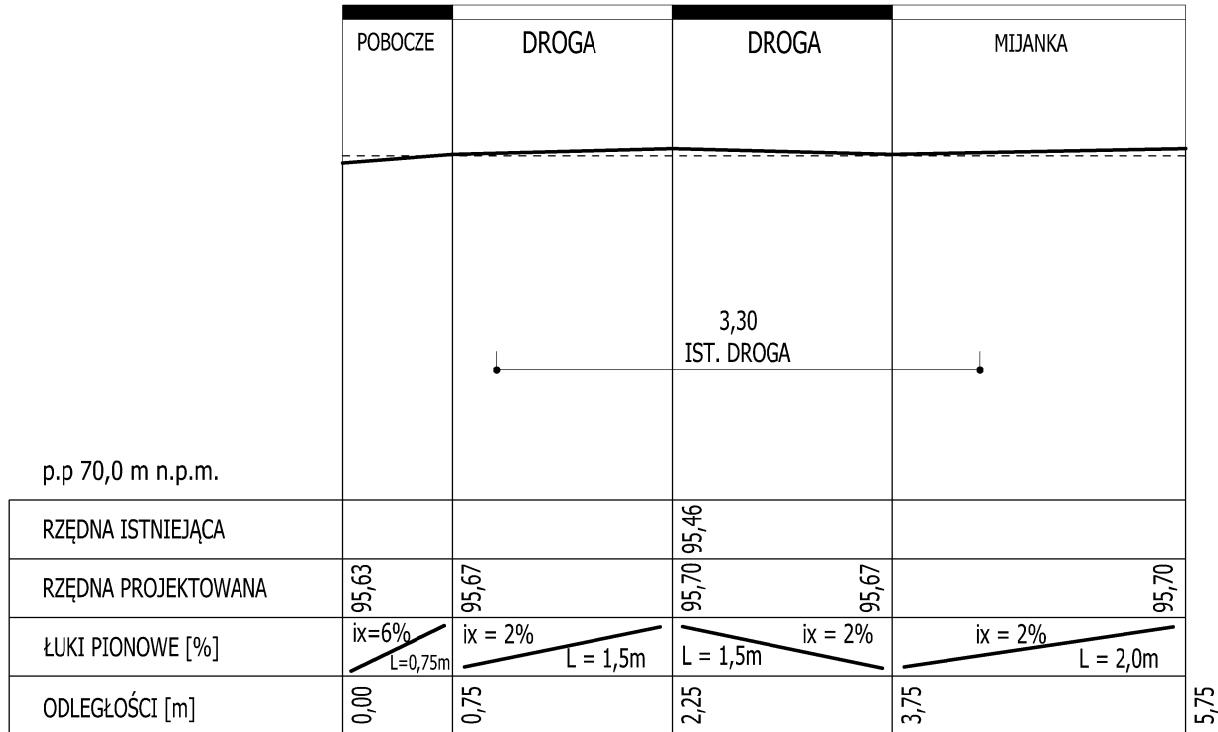 POBOCZE DROGA DROGA MIJANKA
3,30
IST. DROGA
p.p 70,0 m n.p.m.
RZĘDNA ISTNIEJĄCA 95,46
RZĘDNA PROJEKTOWANA 95,63 95,67 95,70 95,67 95,70
ŁUKI PIONOWE [%] ix=6% L=0,75m ix = 2% L = 1,5m L = 1,5m ix = 2% ix = 2% L = 2,0m
ODLEGŁOŚCI [m] 0,00 0,75 2,25 3,75 5,75